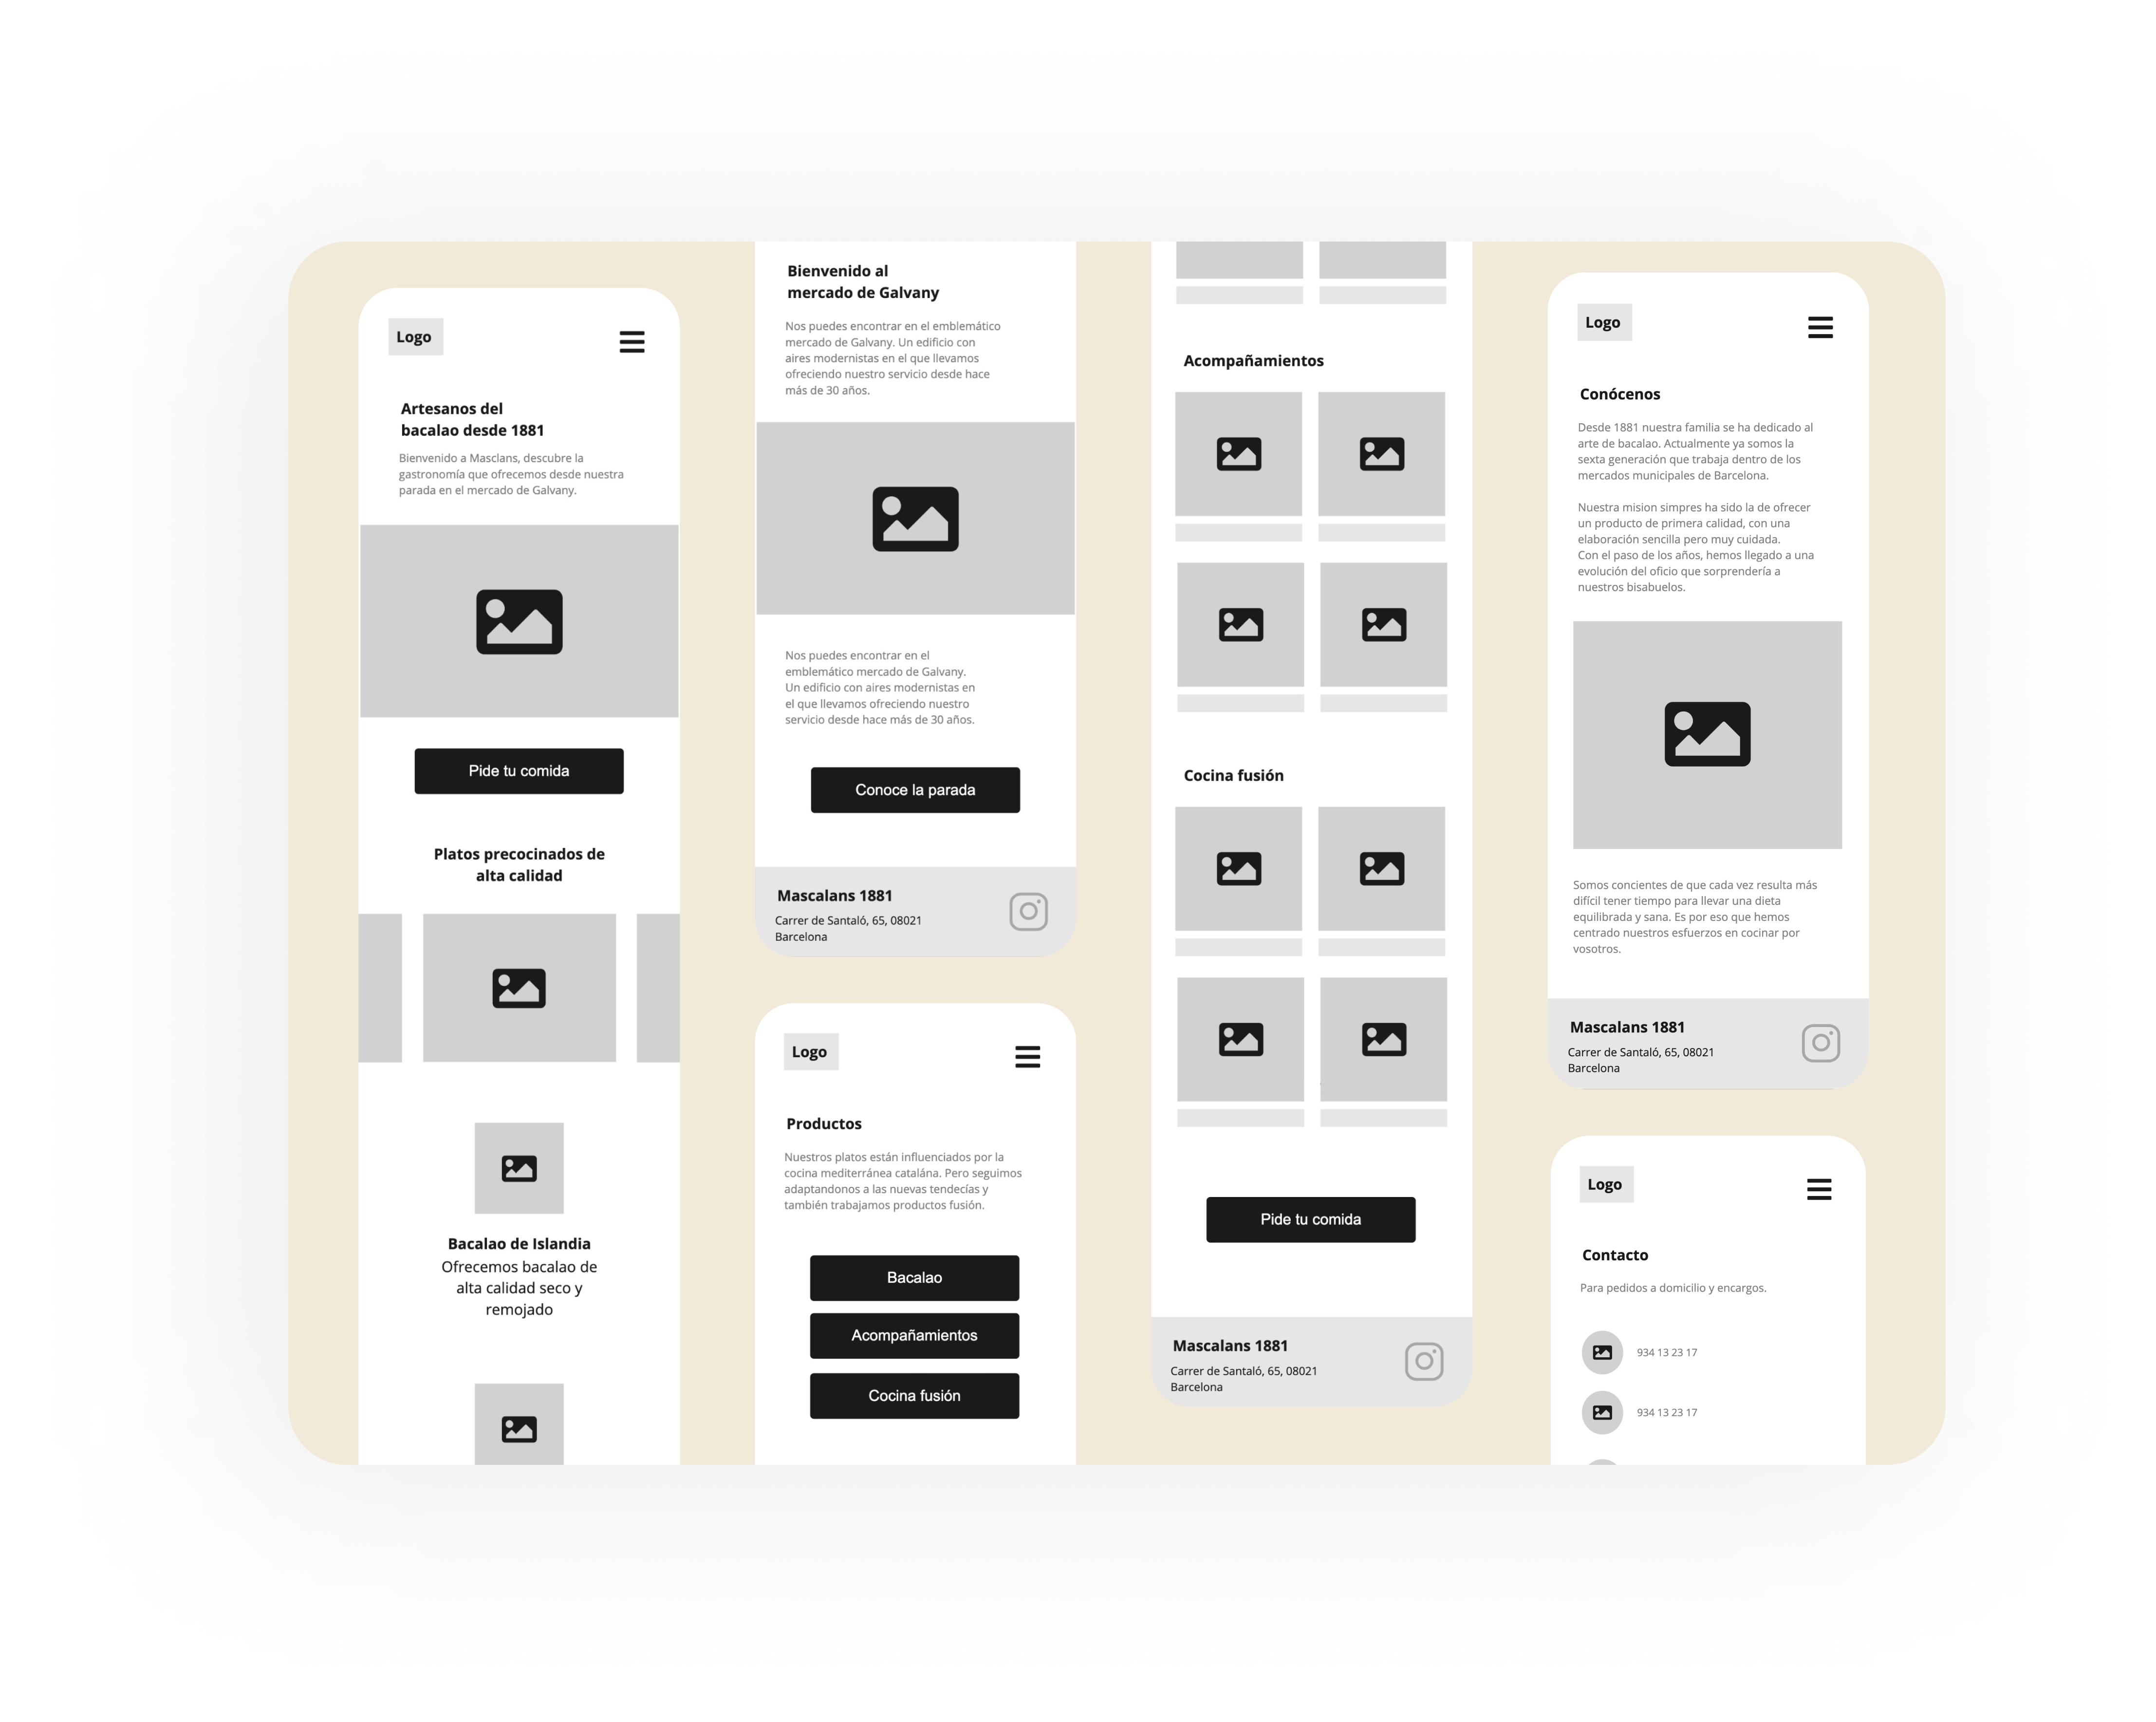 Logo
Artesanos del
bacalao desde 1881
Bienvenido a Masclans, descubre la
gastronomía que ofrecemos desde nuestra
parada en el mercado de Galvany.
Pide tu comida
Platos precocinados de
alta calidad
Bacalao de Islandia
Ofrecemos bacalao de
alta calidad seco y
remojado
Bienvenido al
mercado de Galvany
Nos puedes encontrar en el emblemático
mercado de Galvany. Un edificio con
aires modernistas en el que llevamos
ofreciendo nuestro servicio desde hace
más de 30 años.
Nos puedes encontrar en el
emblemático mercado de Galvany.
Un edificio con aires modernistas en
el que llevamos ofreciendo nuestro
servicio desde hace más de 30 años.
Conoce la parada
Mascalans 1881
Carrer de Santaló, 65, 08021
Barcelona
Logo
Productos
Nuestros platos están influenciados por la
cocina mediterránea catalána. Pero seguimos
adaptandonos a las nuevas tendecías y
también trabajamos productos fusión.
Bacalao
Acompañamientos
Cocina fusión
Acompañamientos
Cocina fusión
Pide tu comida
Mascalans 1881
Carrer de Santaló, 65, 08021
Barcelona
Logo
Conócenos
Desde 1881 nuestra familia se ha dedicado al
arte de bacalao. Actualmente ya somos la
sexta generación que trabaja dentro de los
mercados municipales de Barcelona.
Nuestra mision simpres ha sido la de ofrecer
un producto de primera calidad, con una
elaboración sencilla pero muy cuidada.
Con el paso de los años, hemos llegado a una
evolución del oficio que sorprendería a
nuestros bisabuelos.
Somos concientes de que cada vez resulta más
difícil tener tiempo para llevar una dieta
equilibrada y sana. Es por eso que hemos
centrado nuestros esfuerzos en cocinar por
vosotros.
Mascalans 1881
Carrer de Santaló, 65, 08021
Barcelona
Logo
Contacto
Para pedidos a domicilio y encargos.
934 13 23 17
934 13 23 17